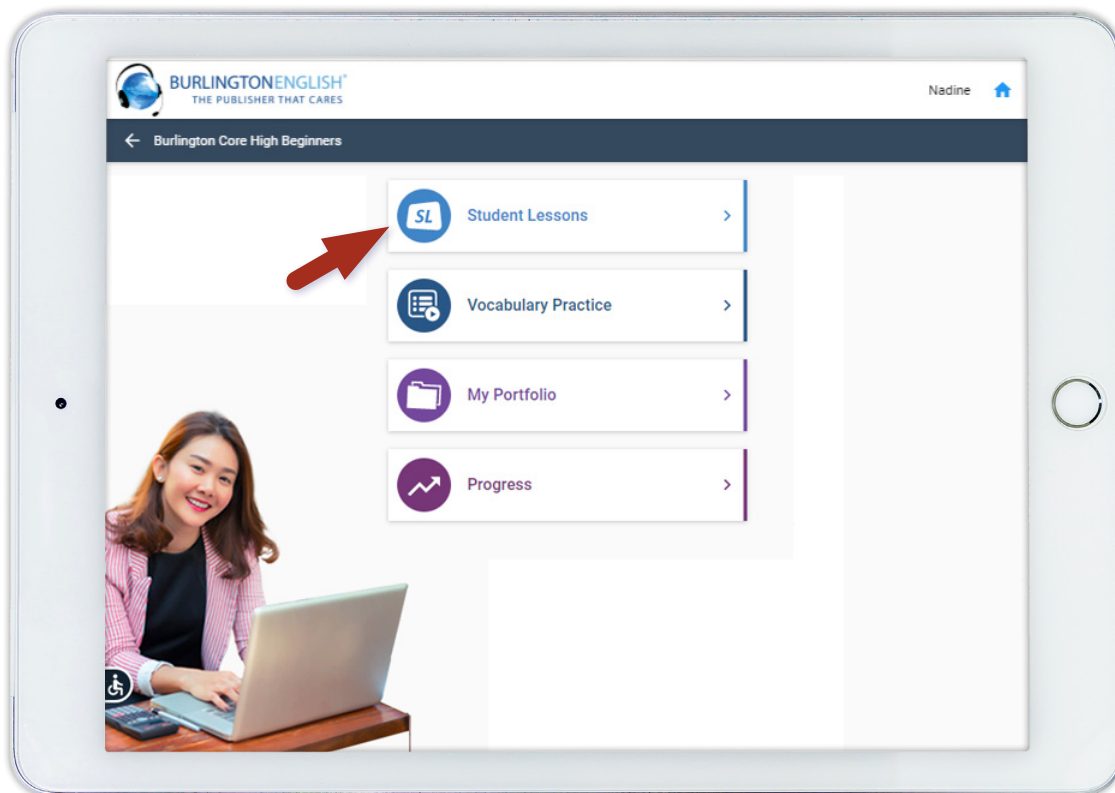 BURLINGTONENGLISH®
THE PUBLISHER THAT CARES
Nadine
Burlington Core High Beginners
SL
Student Lessons
Vocabulary Practice
My Portfolio
Progress